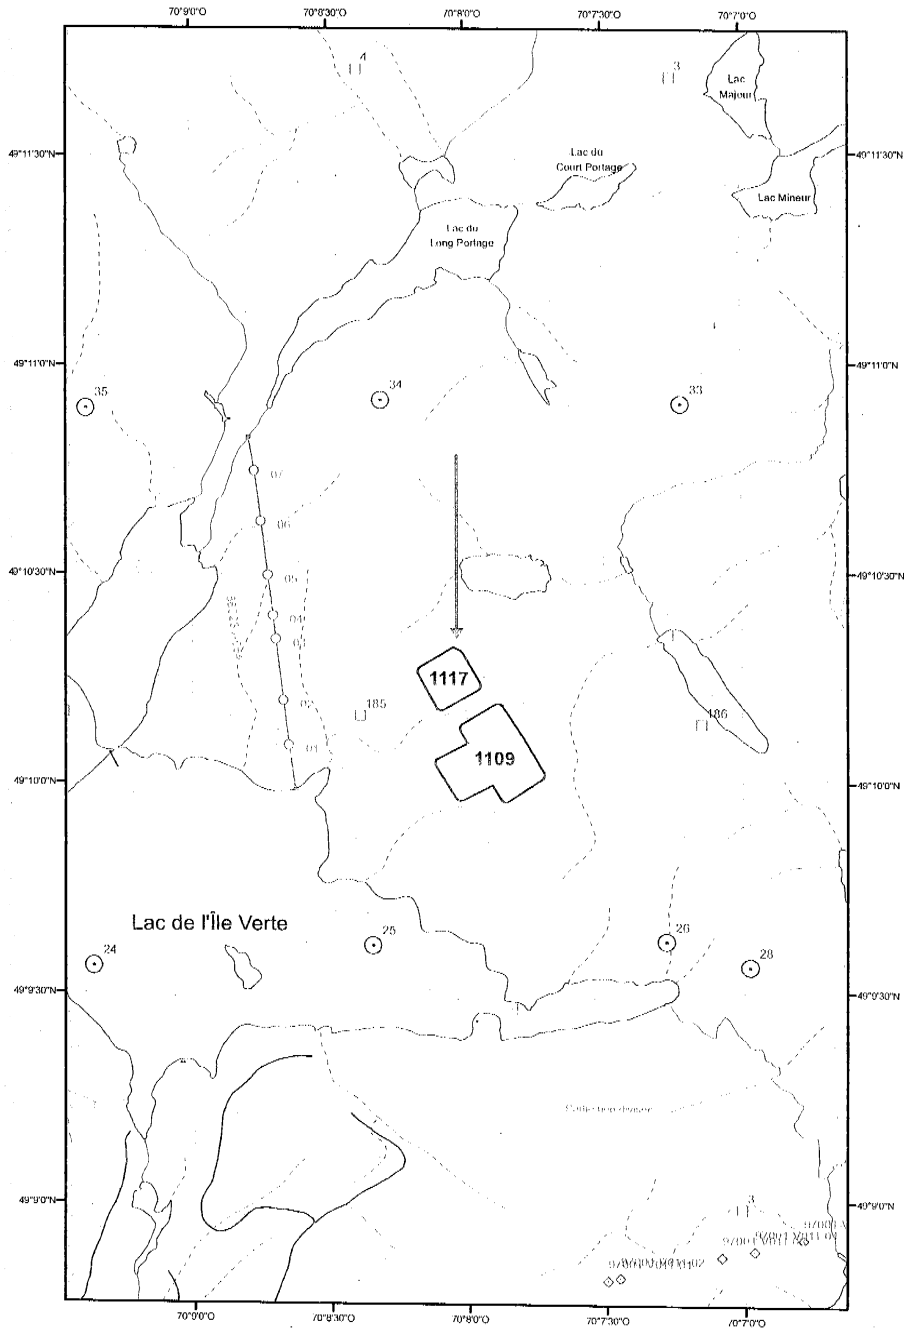 70°9'0"O 70°8'30"O 70°8'0"O 70°7'30"O 70°7'0"O
4
3
Lac
Majour
49°11'30"N 49°11'30"N
Lac du
Court Portage
Lac Mineur
Lac du
Long Portage
49°11'0"N 49°11'0"N
35
34
33
07
06
49°10'30"N 49°10'30"N
05
04
03
1117
185
186
02
01
1109
49°10'0"N 49°10'0"N
Lac de l'Île Verte
24
25
26
28
49°9'30"N 49°9'30"N
49°9'0"N 49°9'0"N
3
70°9'0"O 70°8'30"O 70°8'0"O 70°7'30"O 70°7'0"O